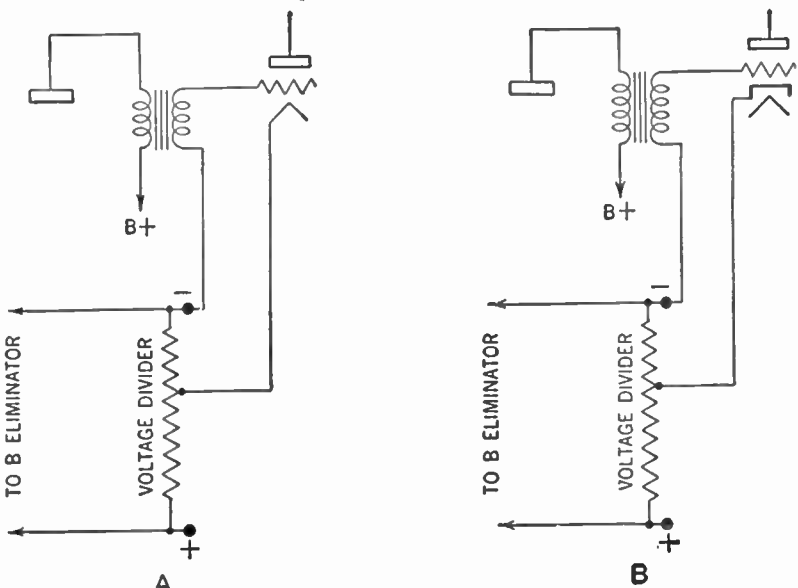 B+
−
TO B ELIMINATOR
VOLTAGE DIVIDER
+
A
B+
−
TO B ELIMINATOR
VOLTAGE DIVIDER
+
B